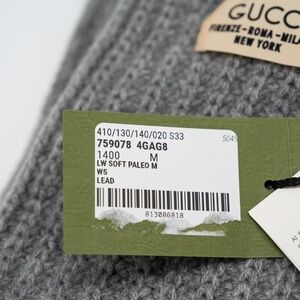 GUCC
FIRENZE-ROMA-MILA
NEW YORK
410/130/140/020 S33
759078 4GAG8
1400 M
LW SOFT PALEO M
WS
LEAD
813086818